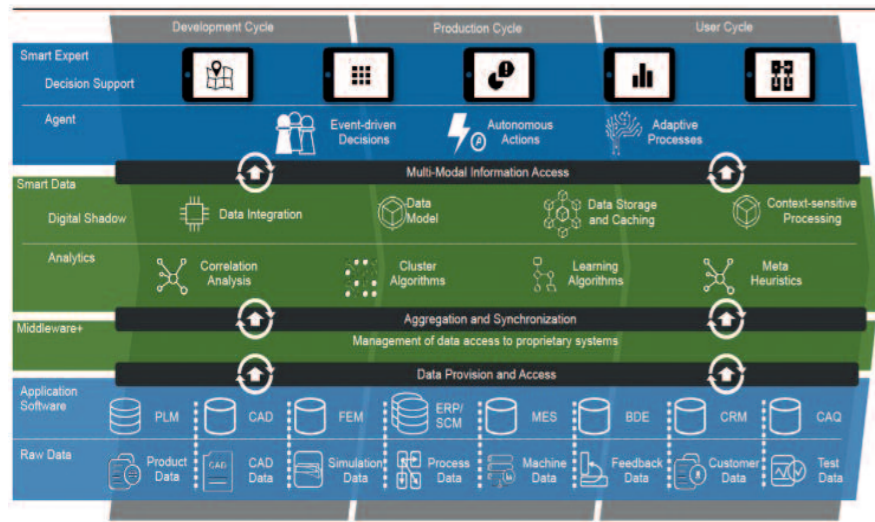 Development Cycle
Production Cycle
User Cycle
Smart Expert
Decision Support
Agent
Event-driven
Decisions
Autonomous
Actions
Adaptive
Processes
Multi-Modal Information Access
Smart Data
Digital Shadow
Data Integration
Data
Model
Data Storage
and Caching
Context-sensitive
Processing
Analytics
Correlation
Analysis
Cluster
Algorithms
Learning
Algorithms
Meta
Heuristics
Aggregation and Synchronization
Middleware+
Management of data access to proprietary systems
Data Provision and Access
Application
Software
PLM
CAD
FEM
ERP/
SCM
MES
BDE
CRM
CAQ
Raw Data
Product
Data
CAD
CAD
Data
Simulation
Data
Process
Data
Machine
Data
Feedback
Data
Customer
Data
Test
Data